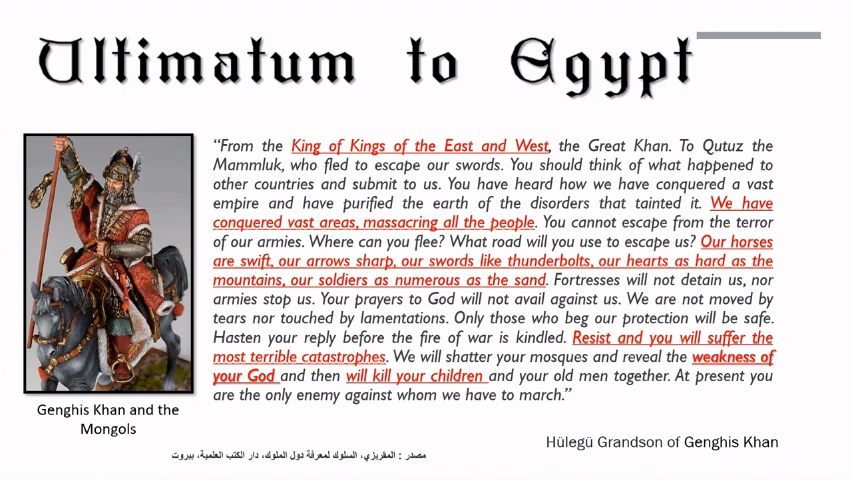 Ultimatum to Egypt
“From the King of Kings of the East and West, the Great Khan. To Qutuz the
Mammluk, who fled to escape our swords. You should think of what happened to
other countries and submit to us. You have heard how we have conquered a vast
empire and have purified the earth of the disorders that tainted it. We have
conquered vast areas, massacring all the people. You cannot escape from the terror
of our armies. Where can you flee? What road will you use to escape us? Our horses
are swift, our arrows sharp, our swords like thunderbolts, our hearts as hard as the
mountains, our soldiers as numerous as the sand. Fortresses will not detain us, nor
armies stop us. Your prayers to God will not avail against us. We are not moved by
tears nor touched by lamentations. Only those who beg our protection will be safe.
Hasten your reply before the fire of war is kindled. Resist and you will suffer the
most terrible catastrophes. We will shatter your mosques and reveal the weakness of
your God and then will kill your children and your old men together. At present you
are the only enemy against whom we have to march.”
Genghis Khan and the
Mongols
Hülegü Grandson of Genghis Khan
مصدر : المقريزي، السلوك لمعرفة دول الملوك، دار الكتب العلمية، بيروت